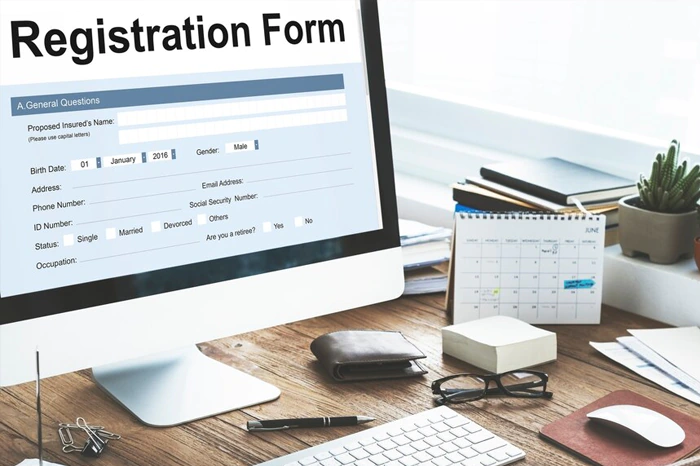 Registration Form
A.General Questions
Proposed Insured's Name:
(Please use capital letters)
Birth Date: 01 January 2016 Gender: Male
Address:
Phone Number: Email Address:
ID Number: Social Security Number:
Status: Single Married Divorced Others
Occupation: Are you a retiree? Yes No
JUNE